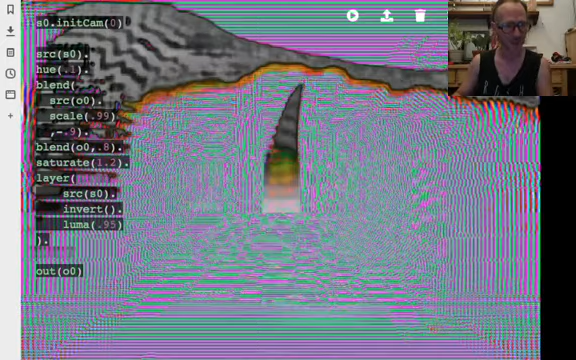 s0.initCam(0)
src(s0).
hue(.1).
blend(
src(o0).
scale(.99)
,-.9).
blend(o0,.8).
saturate(1.2).
layer(
src(s0).
invert().
luma(.95)
).
out(o0)